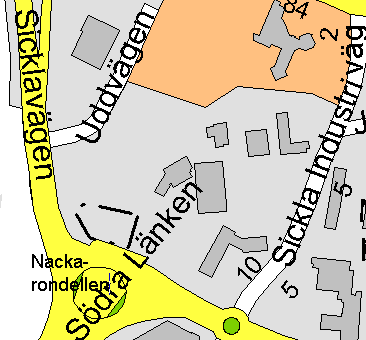 84
2
Sicklavägen
Uddvägen
Sickla Industriväg
5
Södra Länken
Nacka-
rondellen
10
5